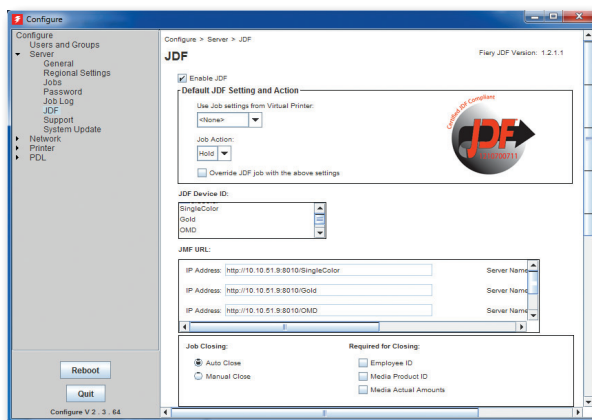 Configure
Configure
Users and Groups
Server
General
Regional Settings
Jobs
Password
Job Log
JDF
Support
System Update
Network
Printer
PDL
Reboot
Quit
Configure V 2 . 3 . 64
Configure > Server > JDF
JDF
Fiery JDF Version: 1.2.1.1
Enable JDF
Default JDF Setting and Action
Use Job settings from Virtual Printer:
<None>
Job Action:
Hold
Override JDF job with the above settings
Certified JDF Compliant
JDF
JDF Device ID:
SingleColor
Gold
OMD
JMF URL:
IP Address: http://10.10.51.9:8010/SingleColor Server Name
IP Address: http://10.10.51.9:8010/Gold Server Name
IP Address: http://10.10.51.9:8010/OMD Server Name
Job Closing:
Auto Close
Manual Close
Required for Closing:
Employee ID
Media Product ID
Media Actual Amounts